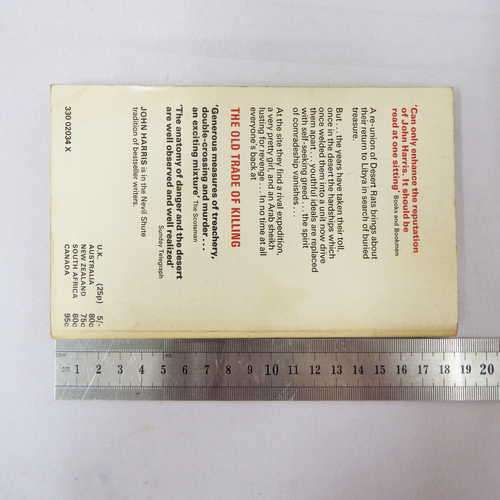 'Can only enhance the reputation
of John Harris. It should be
read at one sitting' Books and Bookmen
A re-union of Desert Rats brings about
their return to Libya in search of buried
treasure.
But . . . the years have taken their toll,
once in the desert the hardships which
once welded them into a unit now drive
them apart . . . youthful ideals are replaced
with self-seeking greed . . . the spirit
of comradeship vanishes . . .
At the site they find a rival expedition,
a very pretty girl, and an Arab sheikh
lusting for revenge . . . In no time at all
everyone's back at
THE OLD TRADE OF KILLING
'Generous measures of treachery,
double-crossing and murder . . .
an exciting mixture' The Scotsman
'The anatomy of danger and the desert
are well observed and well realized'
Sunday Telegraph
JOHN HARRIS is in the Nevil Shute
tradition of bestseller writers.
U.K. (25p) 5/-
AUSTRALIA 80c
NEW ZEALAND 75c
SOUTH AFRICA 80c
CANADA 95c
330 02034 X
1 2 3 4 5 6 7 8 9 10 11 12 13 14 15 16 17 18 19 20